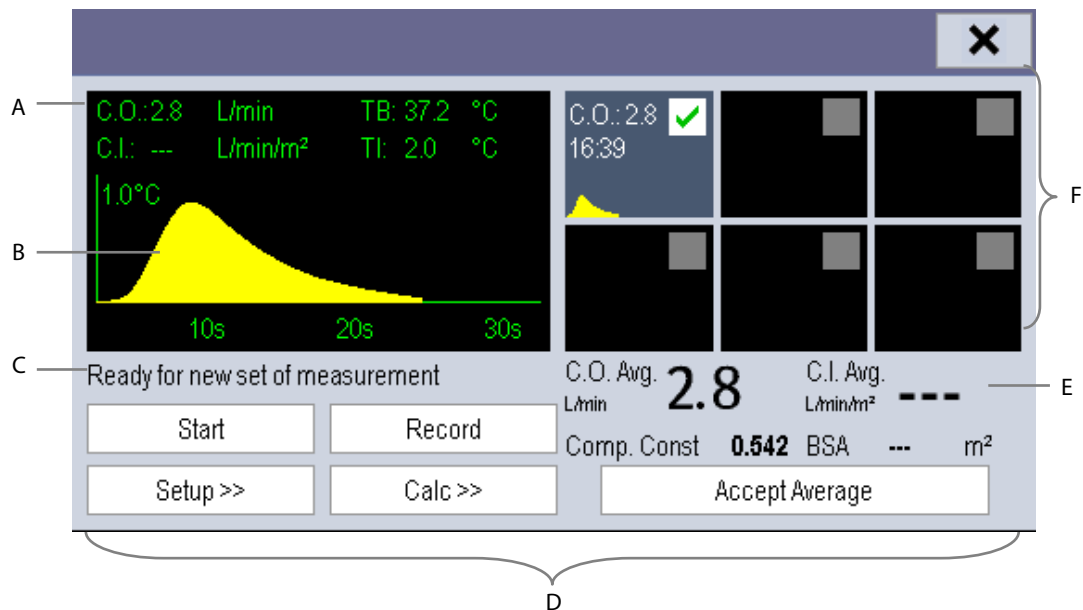 A
C.O.:2.8 L/min TB: 37.2 °C
C.I.: --- L/min/m² TI: 2.0 °C
1.0°C
10s 20s 30s
B
C.O.: 2.8
16:39
F
C
Ready for new set of measurement
Start Record
Setup >> Calc >>
C.O. Avg. 2.8 C.I. Avg. ---
L/min L/min/m²
E
Comp. Const 0.542 BSA --- m²
Accept Average
D